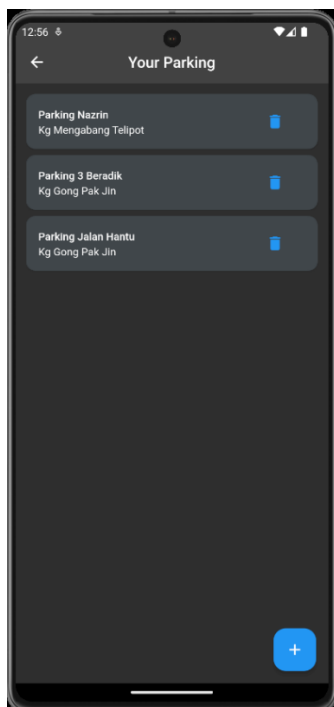 12:56
Your Parking
Parking Nazrin
Kg Mengabang Telipot
Parking 3 Beradik
Kg Gong Pak Jin
Parking Jalan Hantu
Kg Gong Pak Jin
+